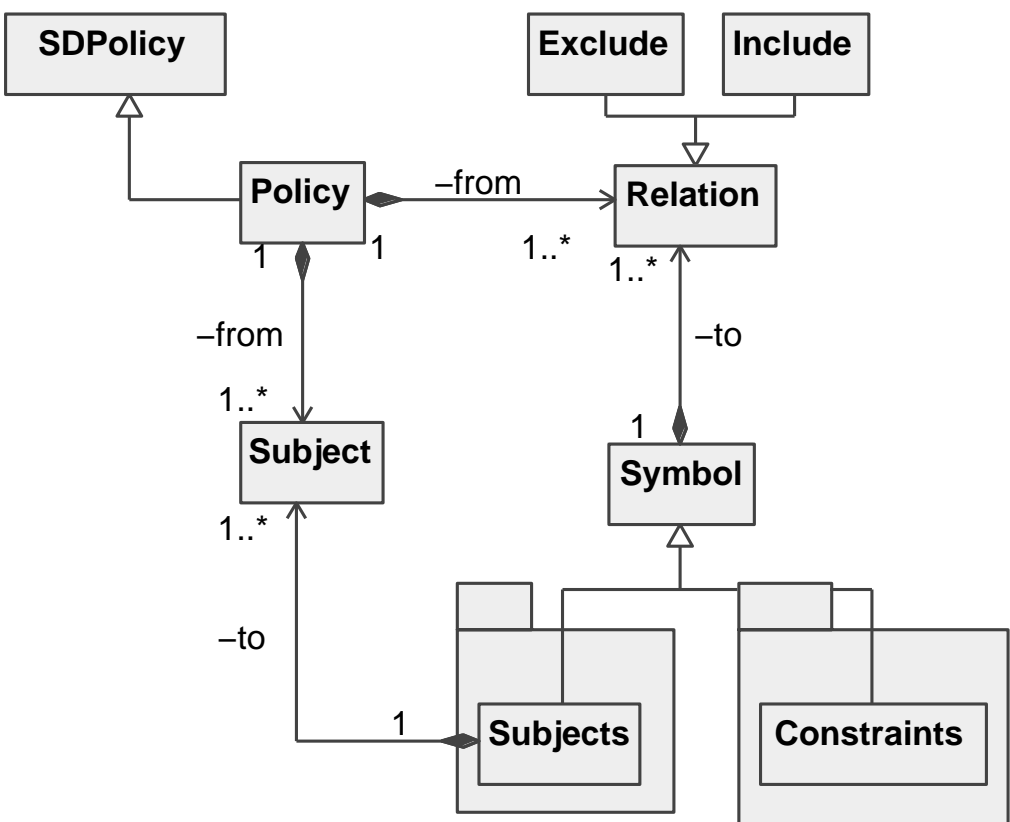 SDPolicy
Exclude
Include
Policy
–from
Relation
1
1
1..*
1..*
–from
–to
1..*
1
Subject
Symbol
1..*
–to
1
Subjects
Constraints